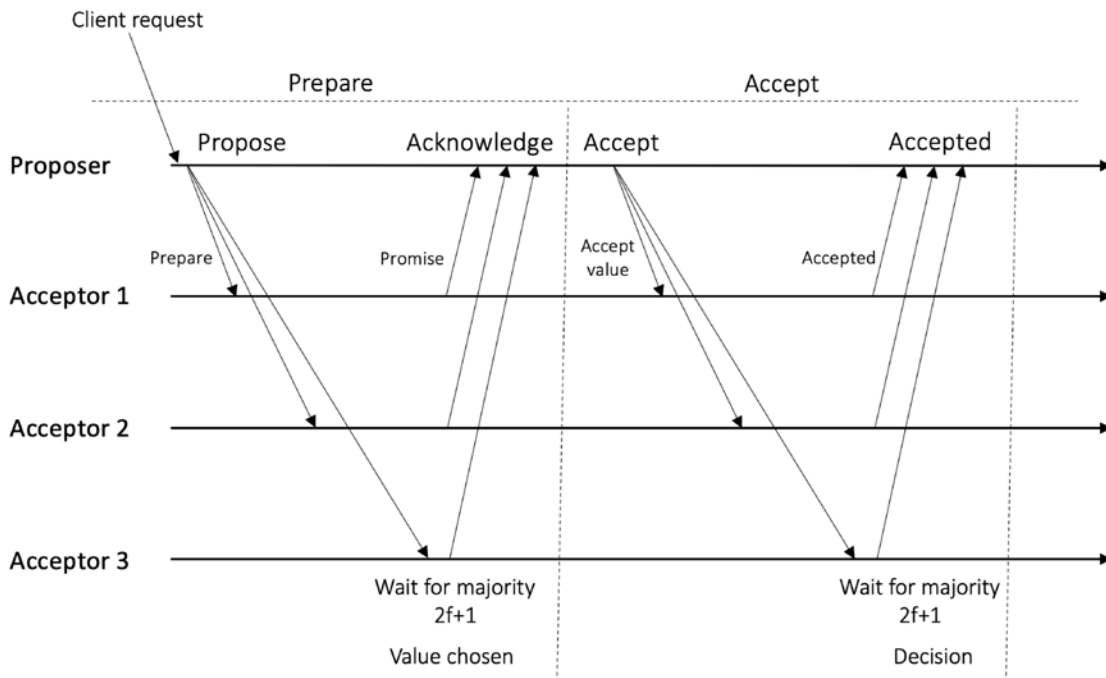 Client request
Prepare
Accept
Propose
Acknowledge
Accept
Accepted
Proposer
Prepare
Promise
Accept
value
Accepted
Acceptor 1
Acceptor 2
Acceptor 3
Wait for majority
2f+1
Value chosen
Wait for majority
2f+1
Decision